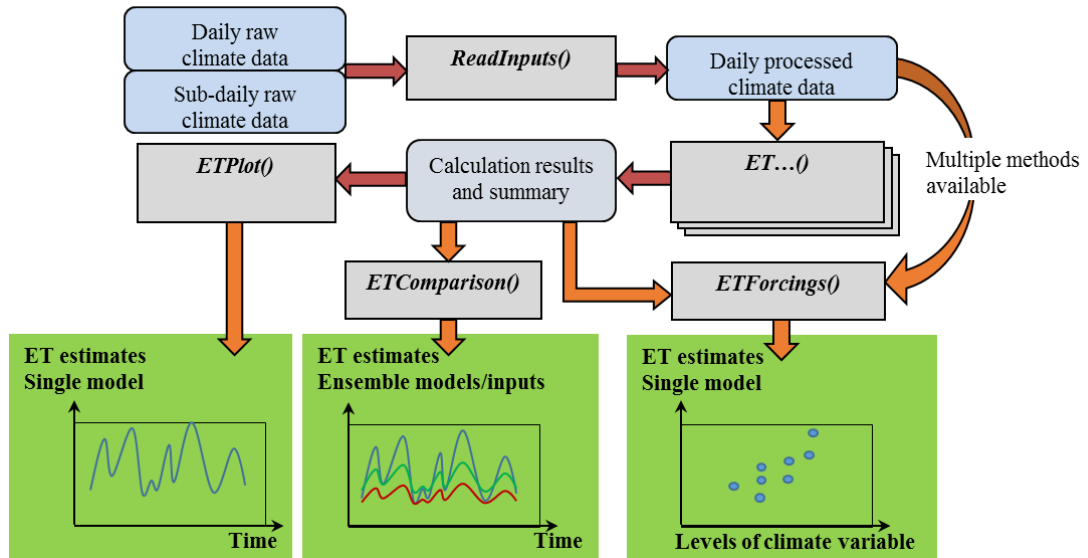 Daily raw
climate data
Sub-daily raw
climate data
ReadInputs()
Daily processed
climate data
ETPlot()
Calculation results
and summary
ET…()
Multiple methods
available
ETComparison()
ETForcings()
ET estimates
Single model
Time
ET estimates
Ensemble models/inputs
Time
ET estimates
Single model
Levels of climate variable